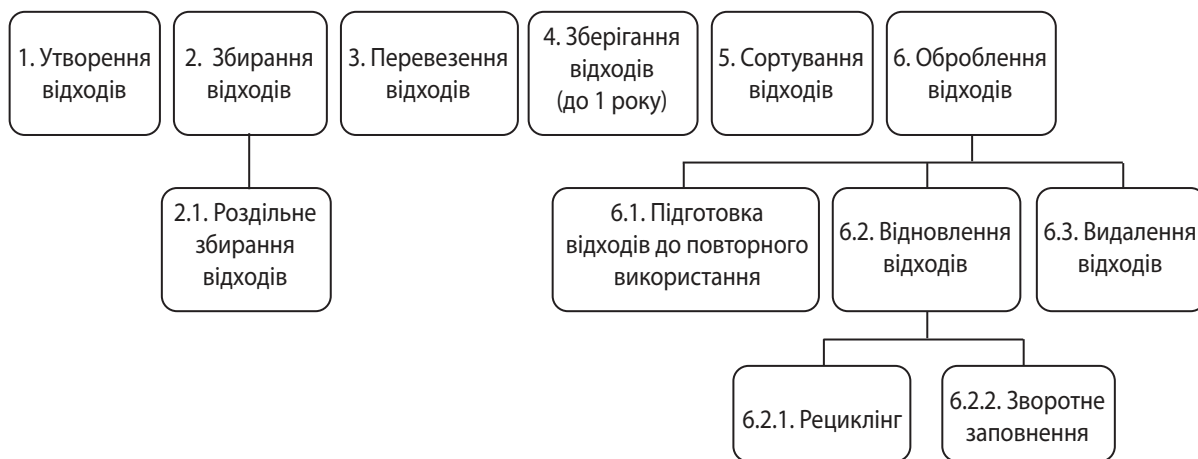 1. Утворення
відходів
2. Збирання
відходів
3. Перевезення
відходів
4. Зберігання
відходів
(до 1 року)
5. Сортування
відходів
6. Оброблення
відходів
2.1. Роздільне
збирання
відходів
6.1. Підготовка
відходів до повторного
використання
6.2. Відновлення
відходів
6.3. Видалення
відходів
6.2.1. Рециклінг
6.2.2. Зворотне
заповнення